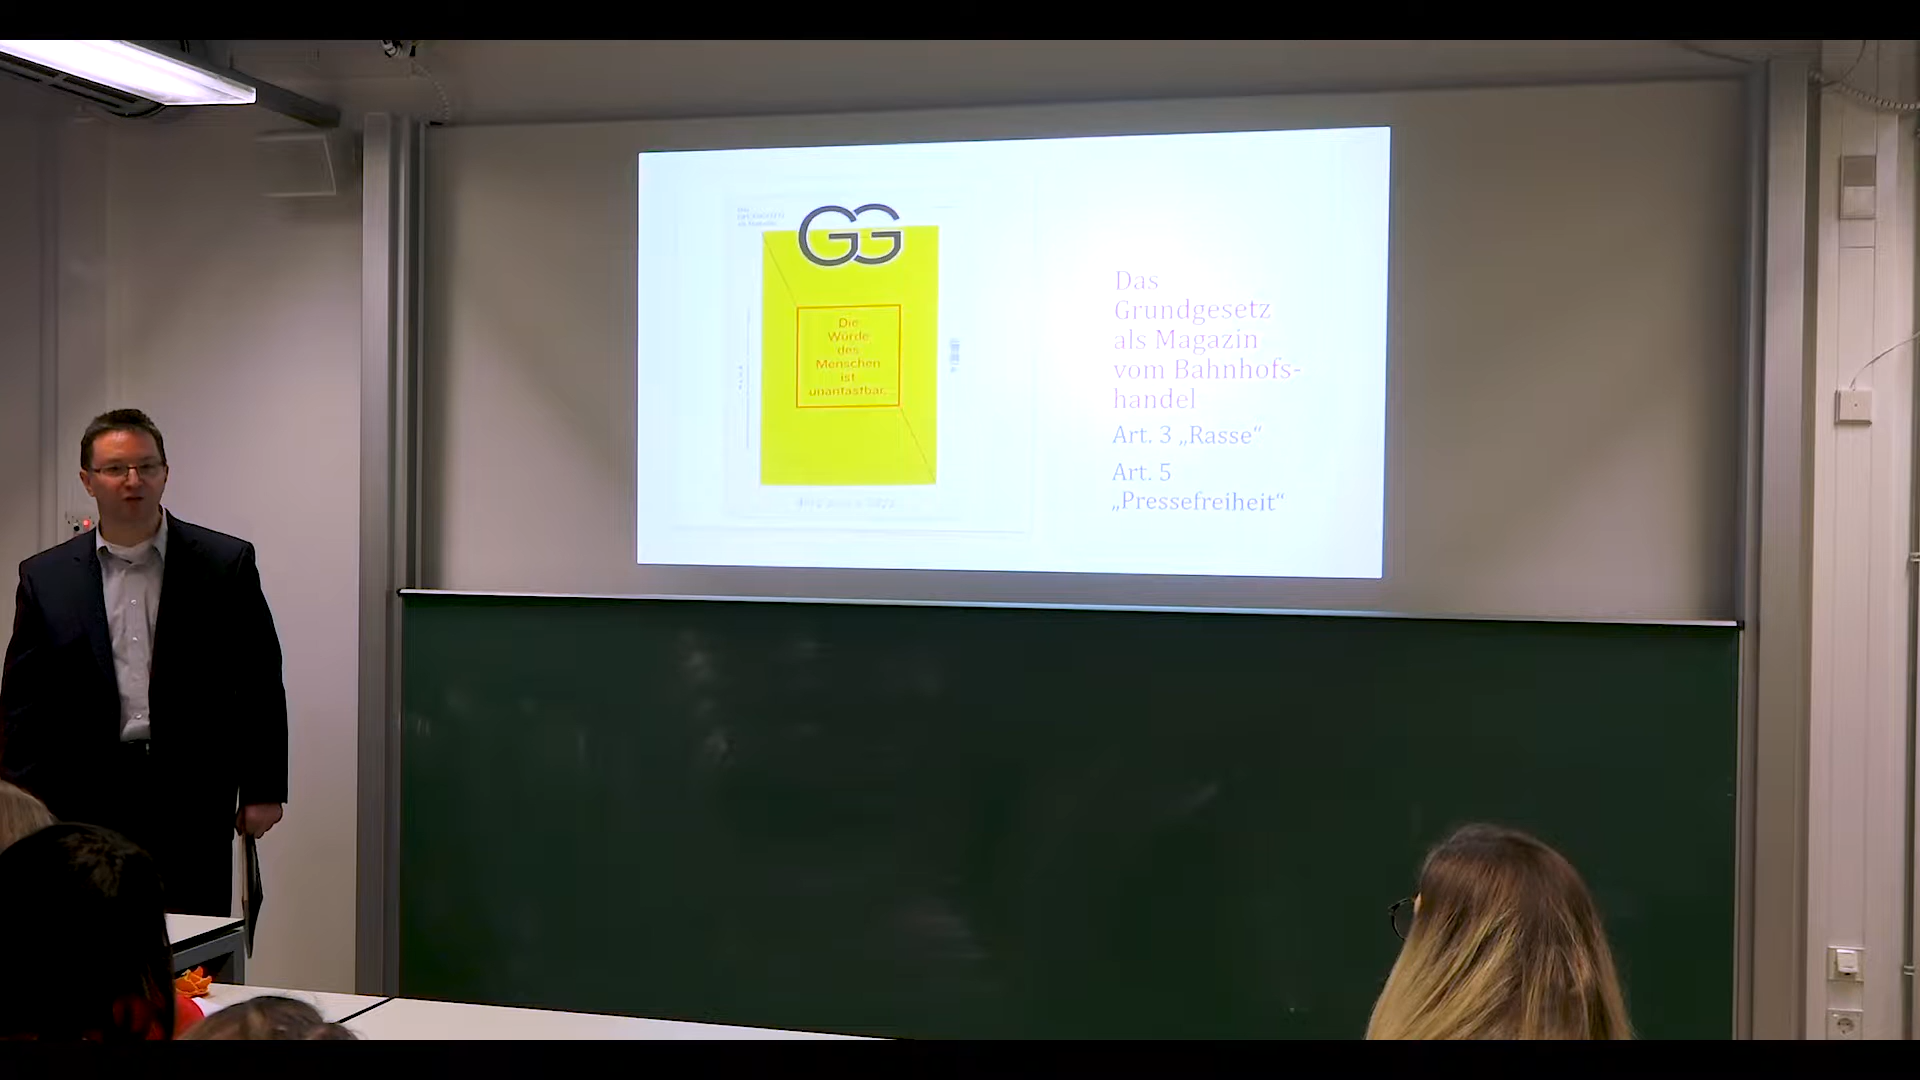 GG
Die
Würde
des
Menschen
ist
unantastbar.
Das
Grundgesetz
als Magazin
vom Bahnhofs-
handel
Art. 3 „Rasse“
Art. 5
„Pressefreiheit“